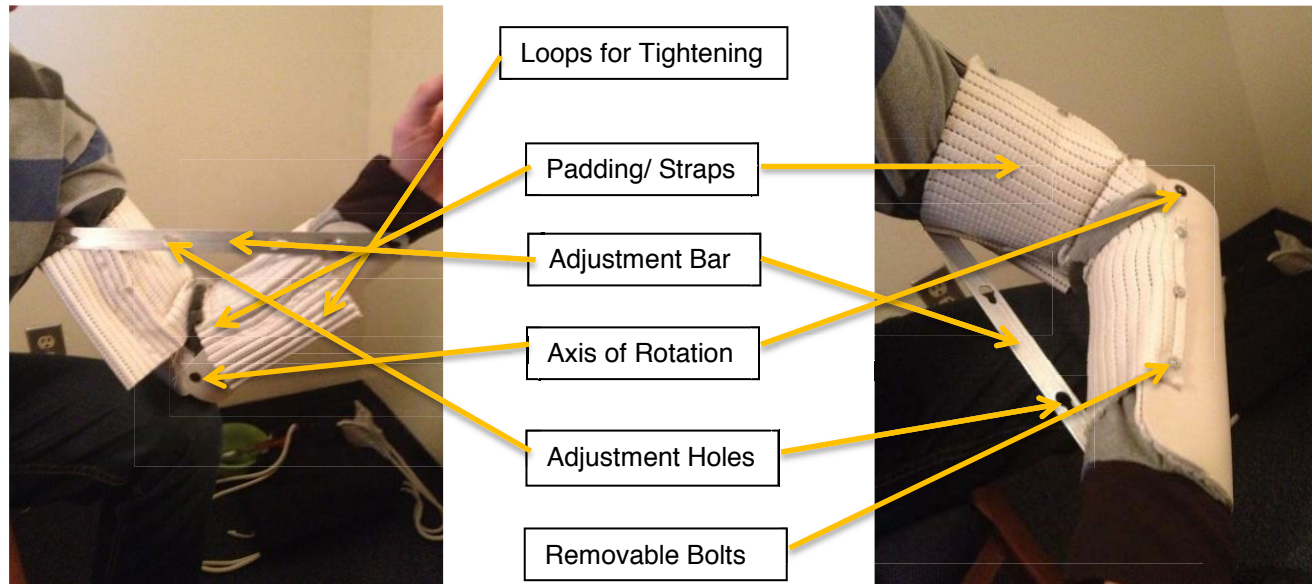 Loops for Tightening
Padding/ Straps
Adjustment Bar
Axis of Rotation
Adjustment Holes
Removable Bolts